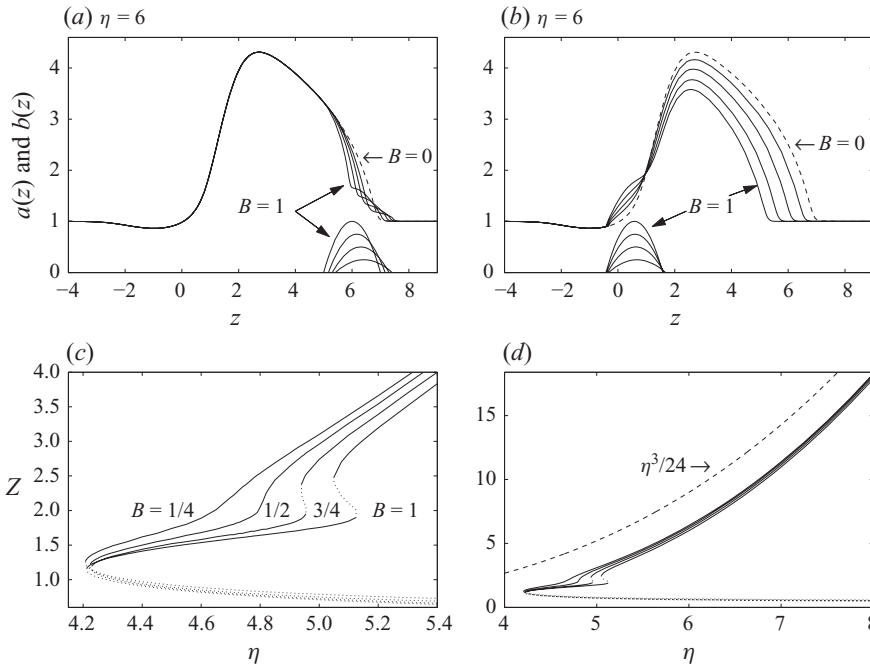 (a) η = 6
(b) η = 6
a(z) and b(z)
4
3
2
1
0
← B = 0
B = 1
−4 −2 0 2 4 6 8
z
4
3
2
1
0
← B = 0
B = 1
−4 −2 0 2 4 6 8
z
(c)
(d)
Z
4.0
3.5
3.0
2.5
2.0
1.5
1.0
B = 1/4 1/2 3/4 B = 1
4.2 4.4 4.6 4.8 5.0 5.2 5.4
η
15
10
5
0
η³/24 →
4 5 6 7 8
η